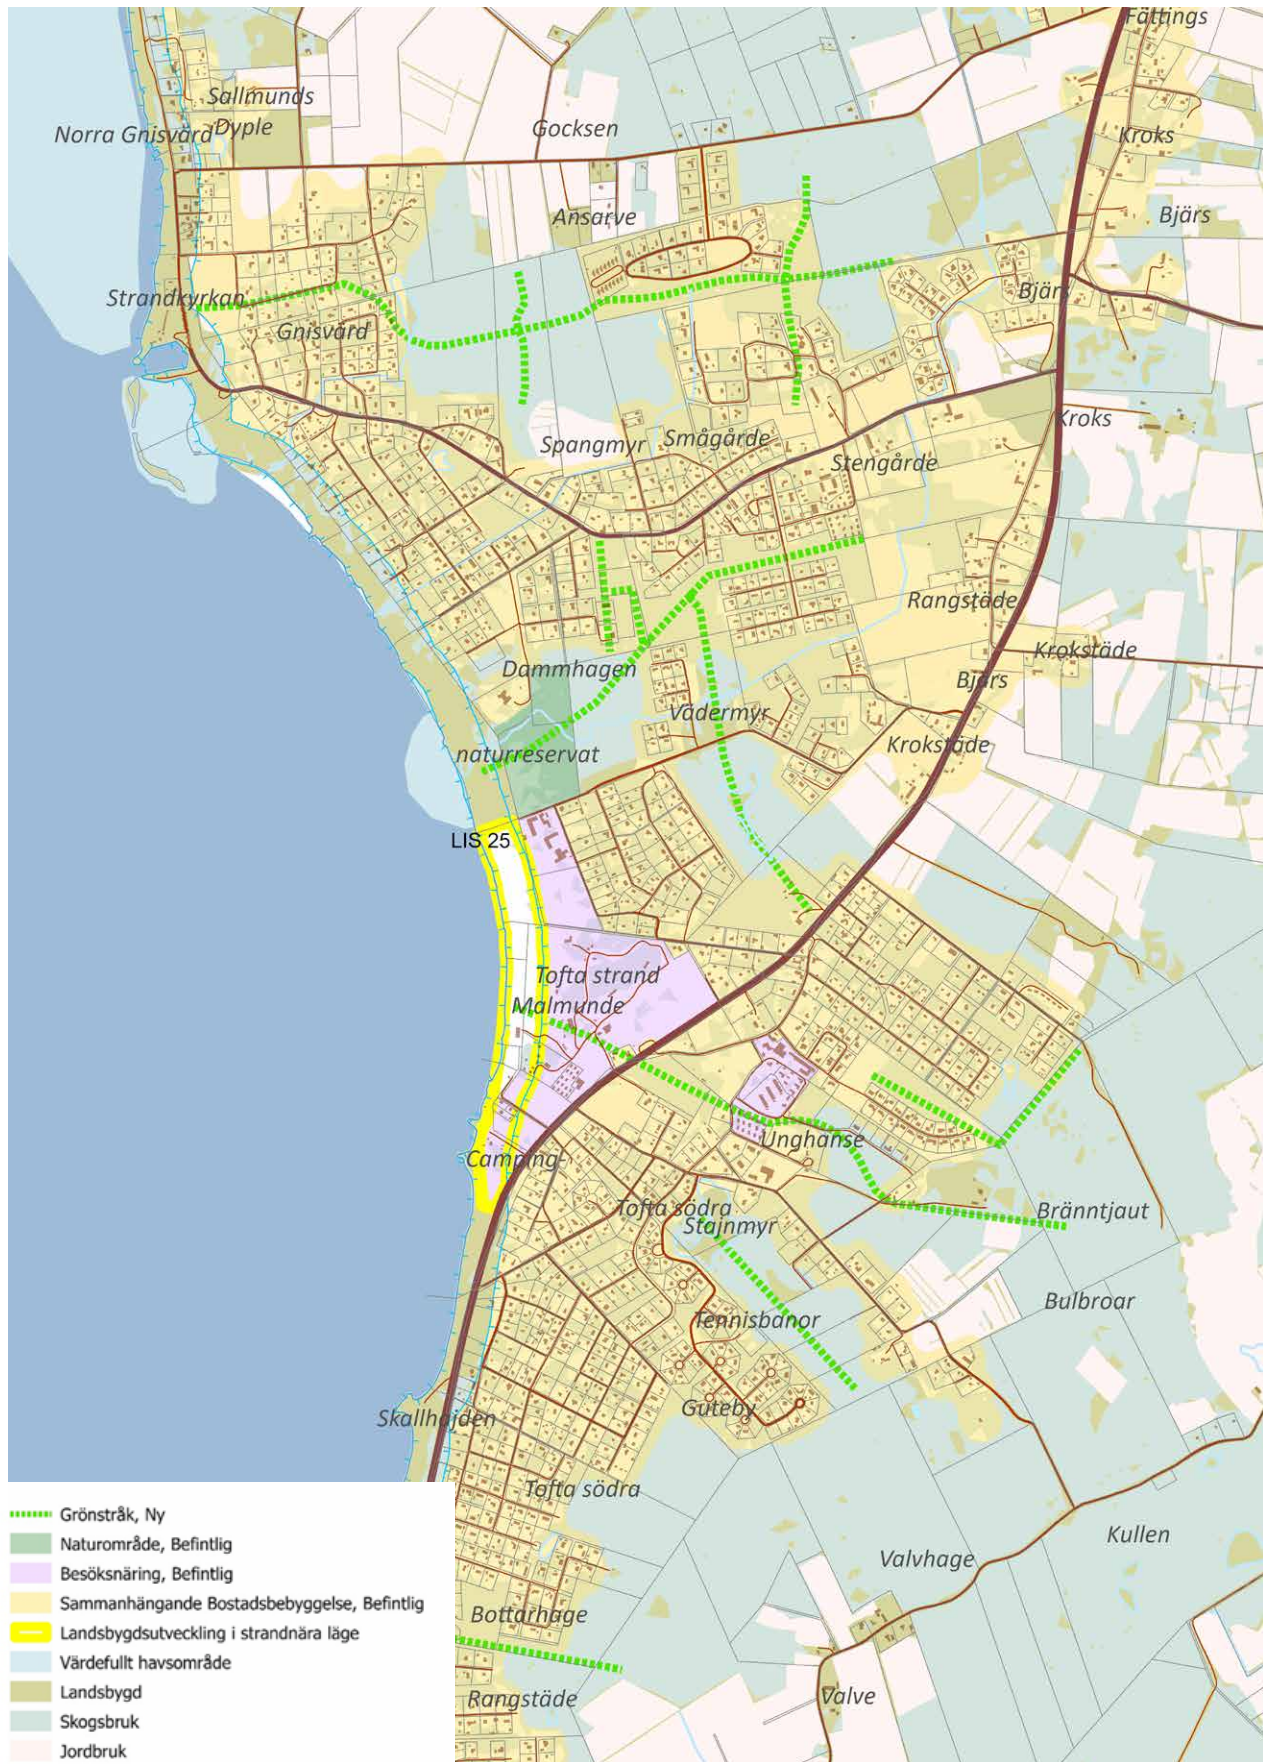 Fättings
Sallmunds
Norra Gnisvärd
Dyple
Gocksen
Kroks
Ansarve
Bjärs
Strandkyrkan
Bjärs
Gnisvärd
Kroks
Spangmyr
Smågårde
Stengårde
Rangstäde
Krokstäde
Dammhagen
Bjärs
Vädermyr
Krokstäde
naturreservat
LIS 25
Tofta strand
Malmunde
Unghanse
Camping-
Tofta södra
Stajnmyr
Bränntjaut
Bulbroar
Tennisbanor
Guteby
Skallhajden
Tofta södra
Kullen
Valvhage
Bottarhage
Rangstäde
Valve
Grönstråk, Ny
Naturområde, Befintlig
Besöksnäring, Befintlig
Sammanhängande Bostadsbebyggelse, Befintlig
Landsbygdsutveckling i strandnära läge
Värdefullt havsområde
Landsbygd
Skogsbruk
Jordbruk